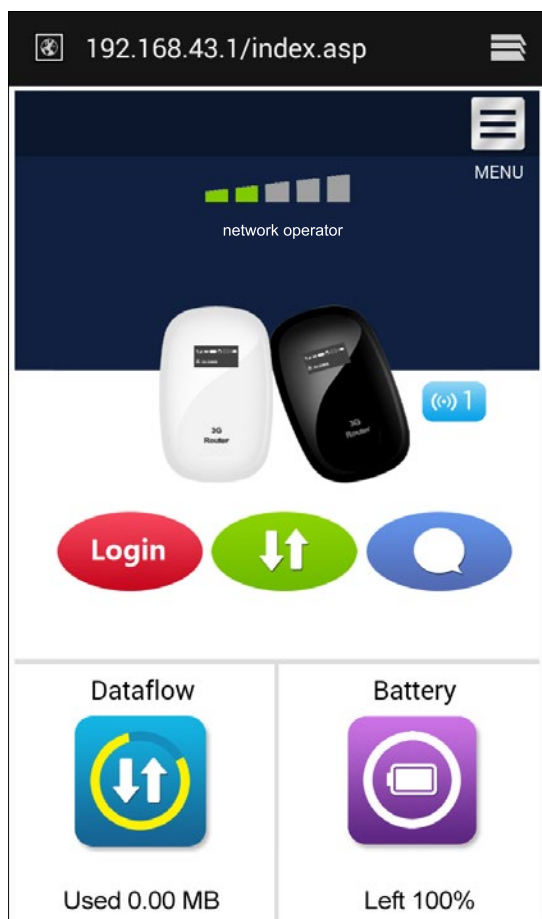 192.168.43.1/index.asp
MENU
network operator
1
3G
Router
3G
Router
Login
Dataflow
Battery
Used 0.00 MB
Left 100%